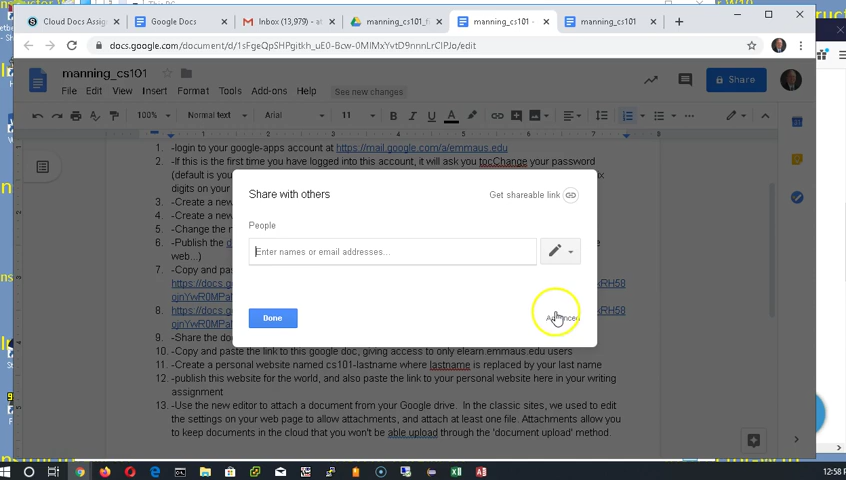 Cloud Docs Assig
Google Docs
Inbox (13,979) -
manning_cs101_f
manning_cs101 -
manning_cs101
docs.google.com/document/d/1sFgeQpSHPgitkh_uE0-Bcw-0MIMxYvtD9nnnLrCIPJo/edit
manning_cs101
File Edit View Insert Format Tools Add-ons Help See new changes
Share
100% Normal text Arial 11
1. -login to your google-apps account at https://mail.google.com/a/emmaus.edu
2. -If this is the first time you have logged into this account, it will ask you tocChange your password
(default is you
digits on your
3. -Create a new
4. -Create a new
5. -Change the n
6. -Publish the
web...)
7. -Copy and pas
https://docs.g
kRH58
ojnYwR0MPa
8. https://docs.g
kRH58
ojnYwR0MPa
9. -Share the do
Share with others
Get shareable link
People
Enter names or email addresses...
Done
Advanced
10. -Copy and paste the link to this google doc, giving access to only elearn.emmaus.edu users
11. -Create a personal website named cs101-lastname where lastname is replaced by your last name
12. -publish this website for the world, and also paste the link to your personal website here in your writing
assignment
13. -Use the new editor to attach a document from your Google drive. In the classic sites, we used to edit
the settings on your web page to allow attachments, and attach at least one file. Attachments allow you
to keep documents in the cloud that you won't be able upload through the 'document upload' method.
12:58